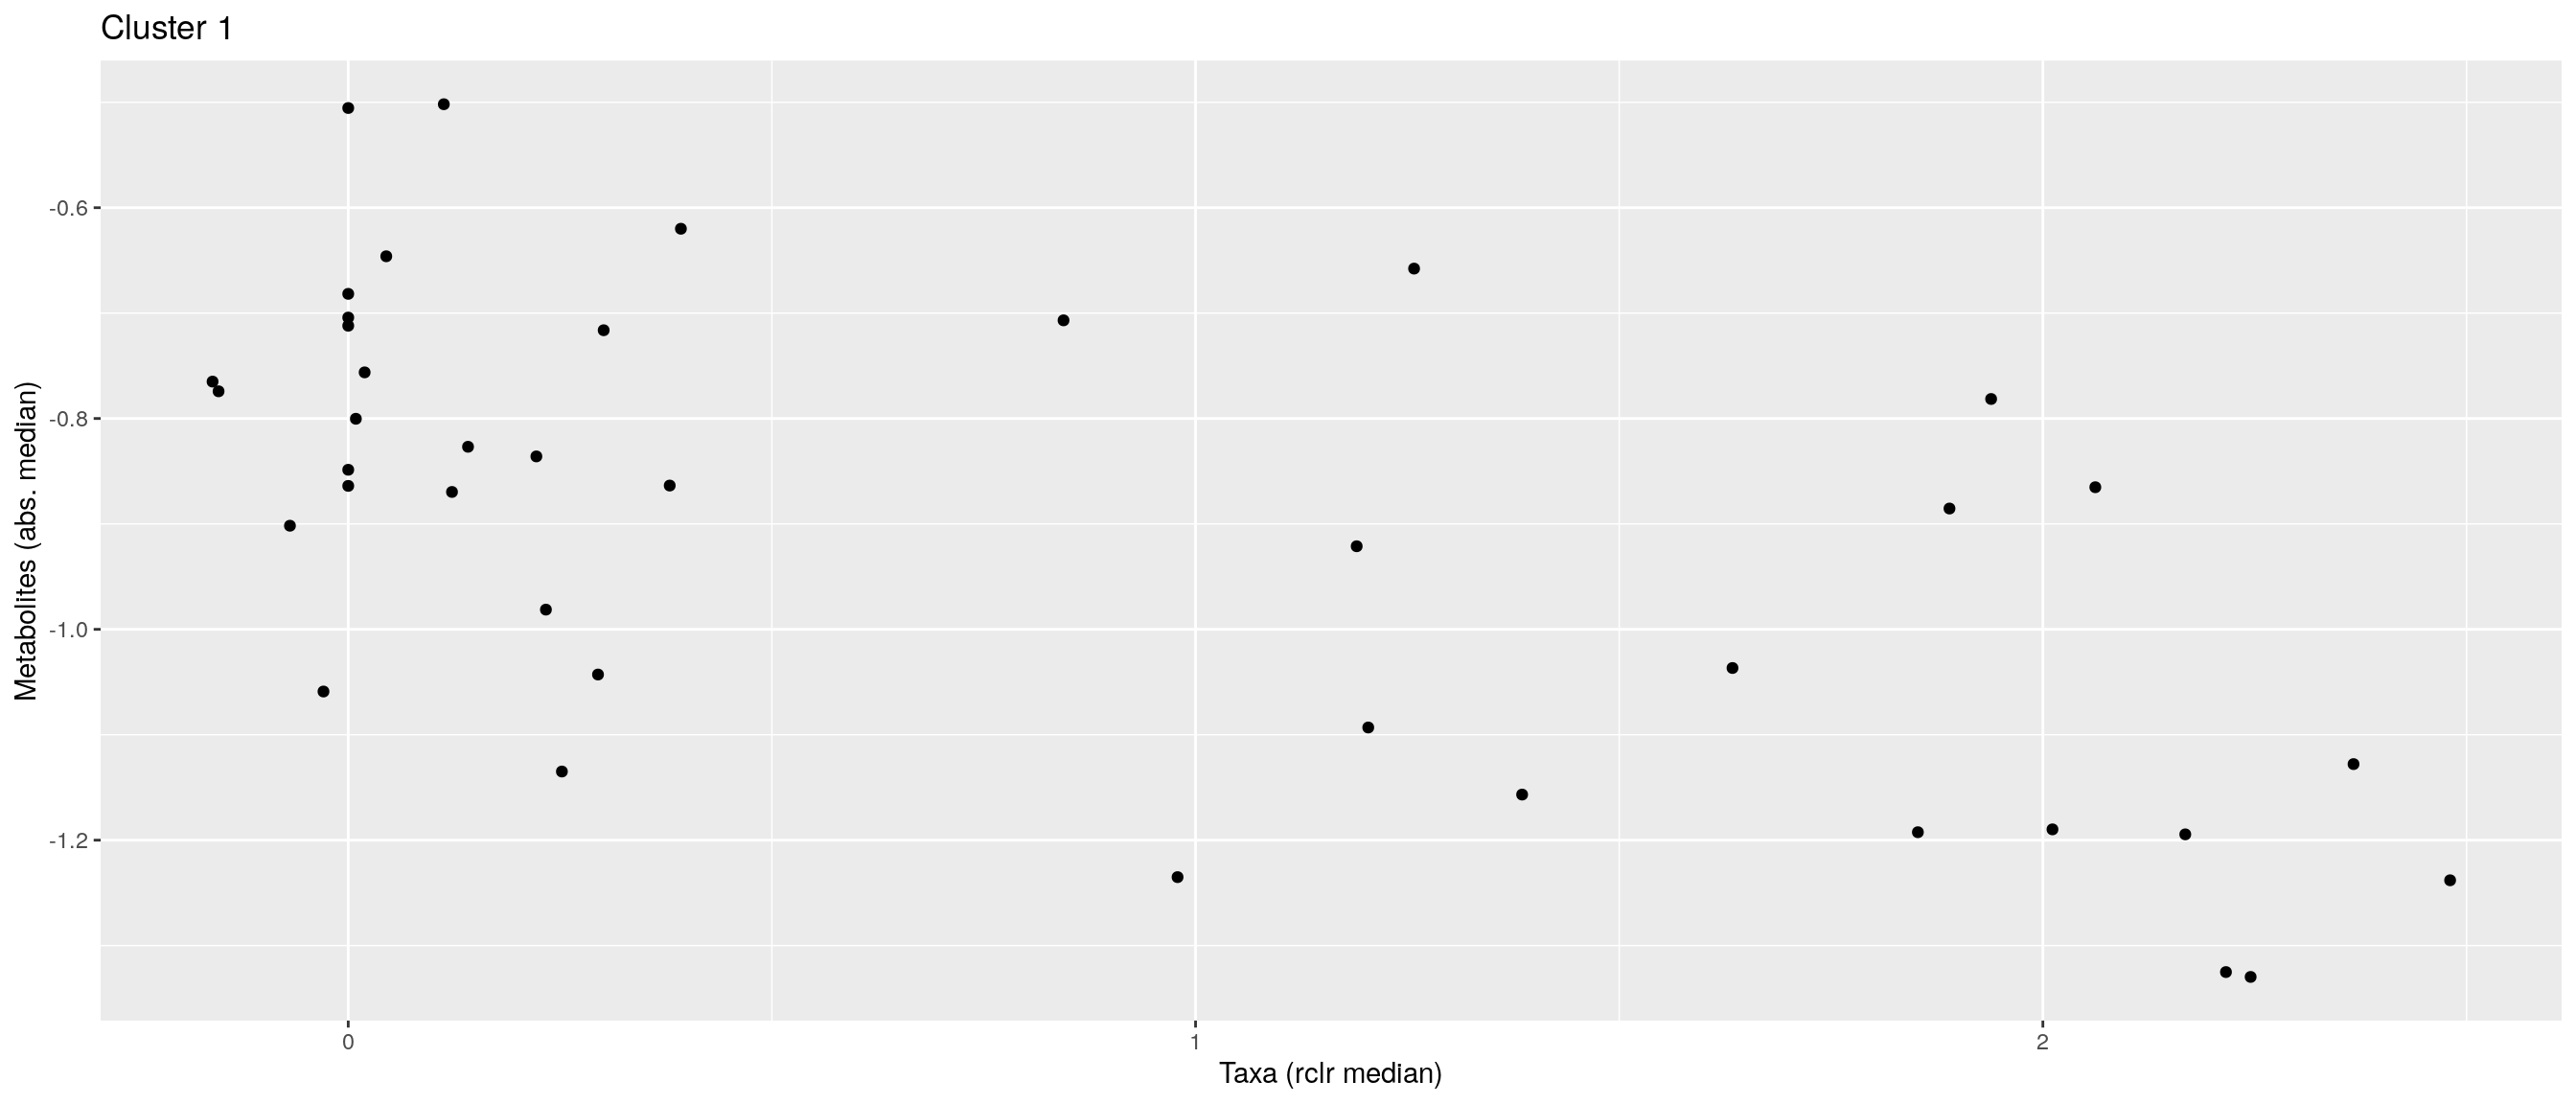 Cluster 1
-0.6
-0.8
-1.0
-1.2
Metabolites (abs. median)
0 1 2
Taxa (rclr median)